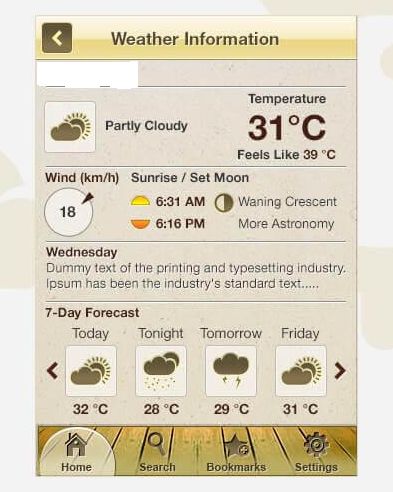 Weather Information
Partly Cloudy
Temperature
31°C
Feels Like 39 °C
Wind (km/h)
18
Sunrise / Set Moon
6:31 AM Waning Crescent
6:16 PM More Astronomy
Wednesday
Dummy text of the printing and typesetting industry.
Ipsum has been the industry's standard text.....
7-Day Forecast
Today Tonight Tomorrow Friday
32 °C 28 °C 29 °C 31 °C
Home Search Bookmarks Settings